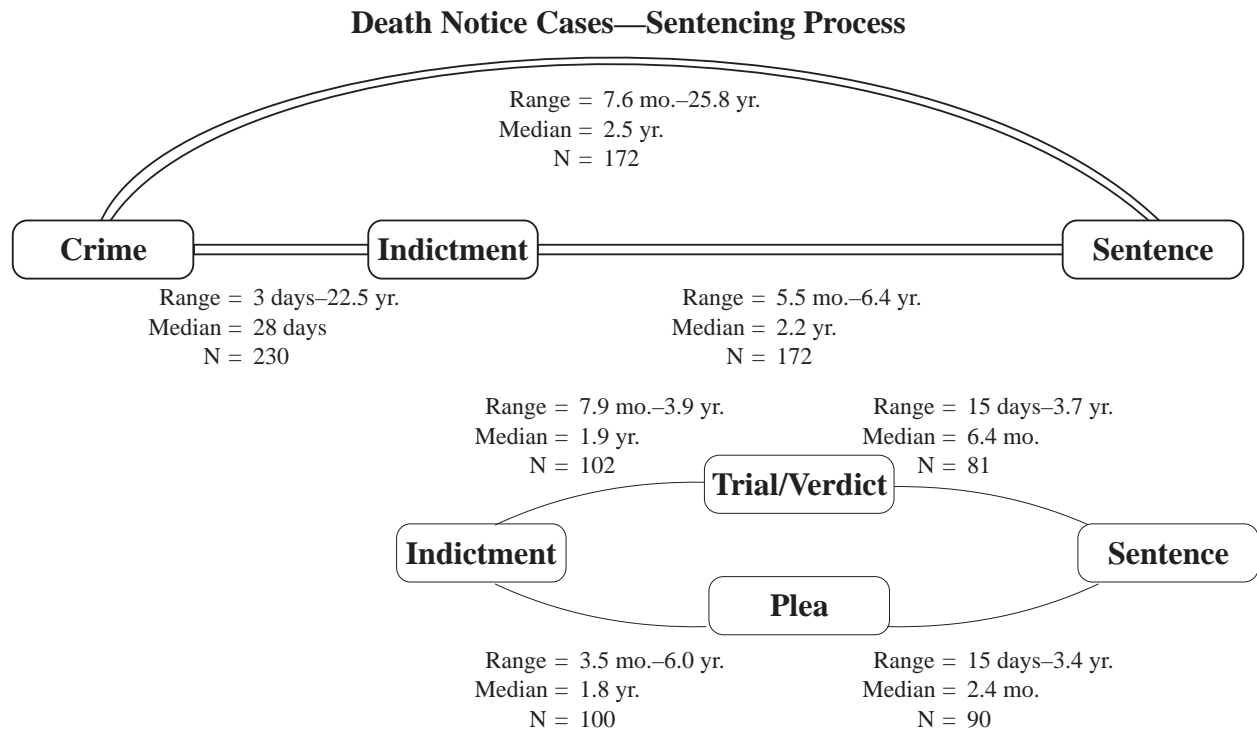 Death Notice Cases—Sentencing Process
Range = 7.6 mo.–25.8 yr.
Median = 2.5 yr.
N = 172
Crime
Indictment
Sentence
Range = 3 days–22.5 yr.
Median = 28 days
N = 230
Range = 5.5 mo.–6.4 yr.
Median = 2.2 yr.
N = 172
Range = 7.9 mo.–3.9 yr.
Median = 1.9 yr.
N = 102
Range = 15 days–3.7 yr.
Median = 6.4 mo.
N = 81
Trial/Verdict
Indictment
Sentence
Plea
Range = 3.5 mo.–6.0 yr.
Median = 1.8 yr.
N = 100
Range = 15 days–3.4 yr.
Median = 2.4 mo.
N = 90